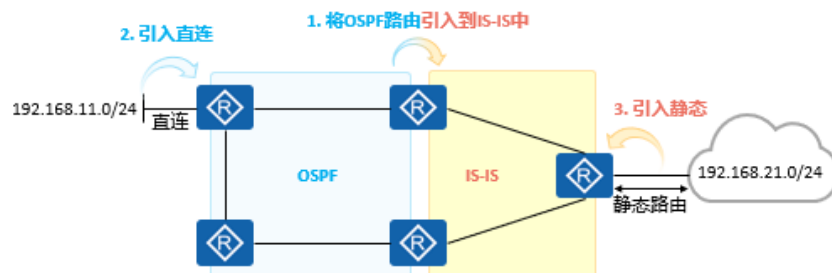 1. 将OSPF路由引入到IS-IS中
2. 引入直连
192.168.11.0/24
直连
R
R
3. 引入静态
OSPF
IS-IS
R
192.168.21.0/24
静态路由
R
R